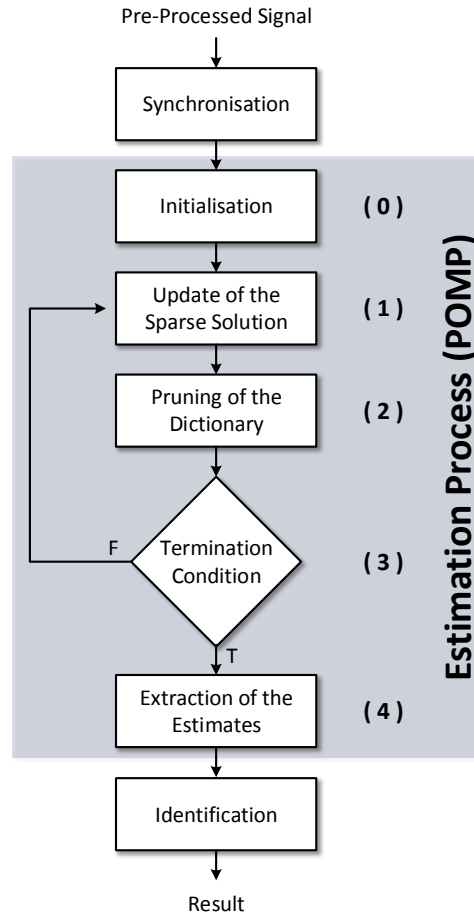 Pre-Processed Signal
Synchronisation
Initialisation
( 0 )
Update of the
Sparse Solution
( 1 )
Pruning of the
Dictionary
( 2 )
F
Termination
Condition
( 3 )
T
Extraction of the
Estimates
( 4 )
Estimation Process (POMP)
Identification
Result